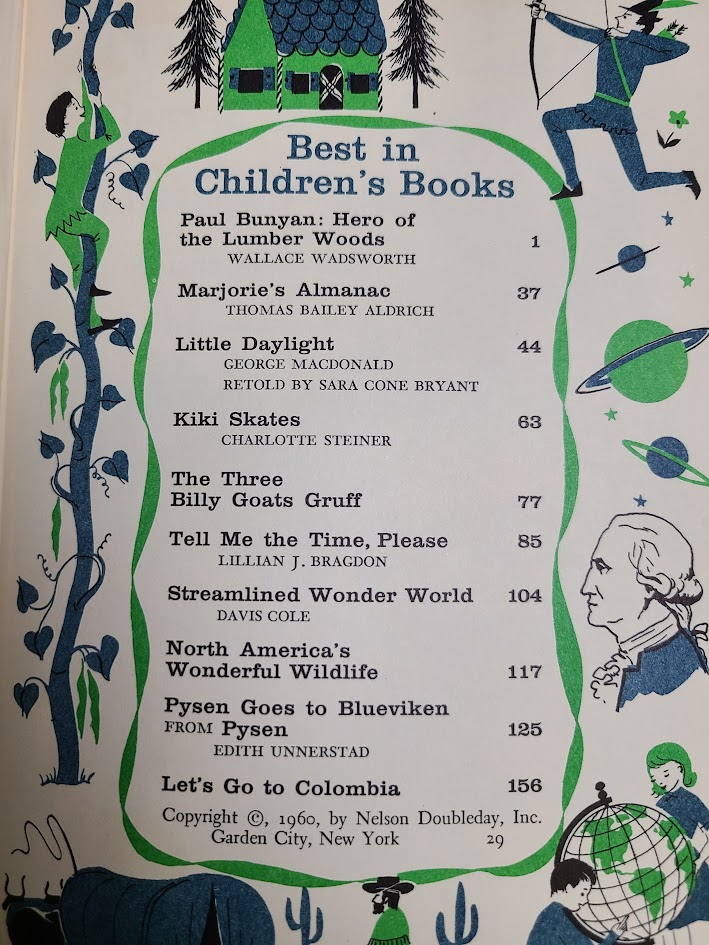 Best in
Children's Books
Paul Bunyan: Hero of
the Lumber Woods 1
WALLACE WADSWORTH
Marjorie's Almanac 37
THOMAS BAILEY ALDRICH
Little Daylight 44
GEORGE MACDONALD
RETOLD BY SARA CONE BRYANT
Kiki Skates 63
CHARLOTTE STEINER
The Three
Billy Goats Gruff 77
Tell Me the Time, Please 85
LILLIAN J. BRAGDON
Streamlined Wonder World 104
DAVIS COLE
North America's
Wonderful Wildlife 117
Pysen Goes to Blueviken
FROM Pysen 125
EDITH UNNERSTAD
Let's Go to Colombia 156
Copyright ©, 1960, by Nelson Doubleday, Inc.
Garden City, New York 29